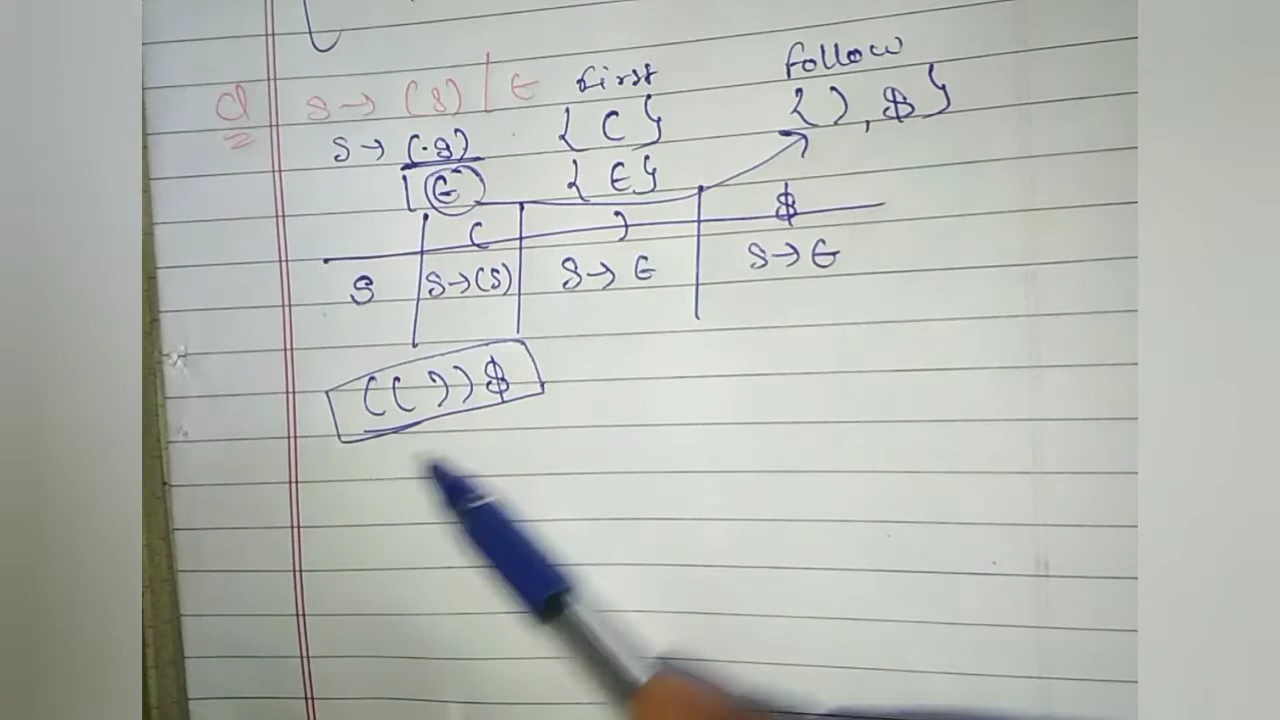 Q S → (S) | ϵ First Follow
S → (·S) { ( } { ) , $ }
| ϵ { ϵ }
( ) $
S S→(S) S→ϵ S→ϵ
(())$